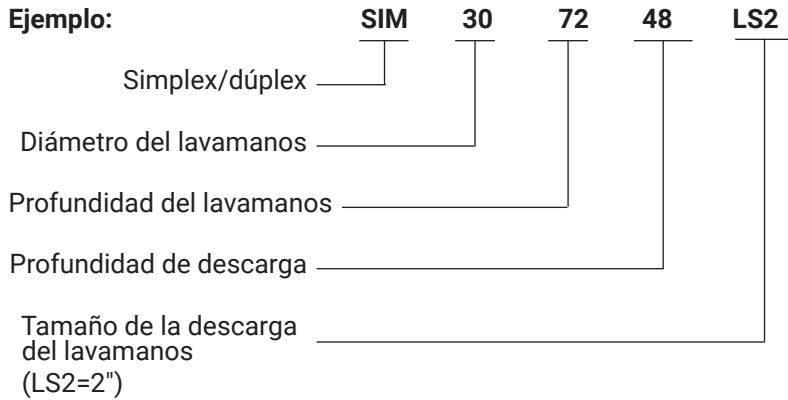 Ejemplo: SIM 30 72 48 LS2
Simplex/dúplex
Diámetro del lavamanos
Profundidad del lavamanos
Profundidad de descarga
Tamaño de la descarga
del lavamanos
(LS2=2")